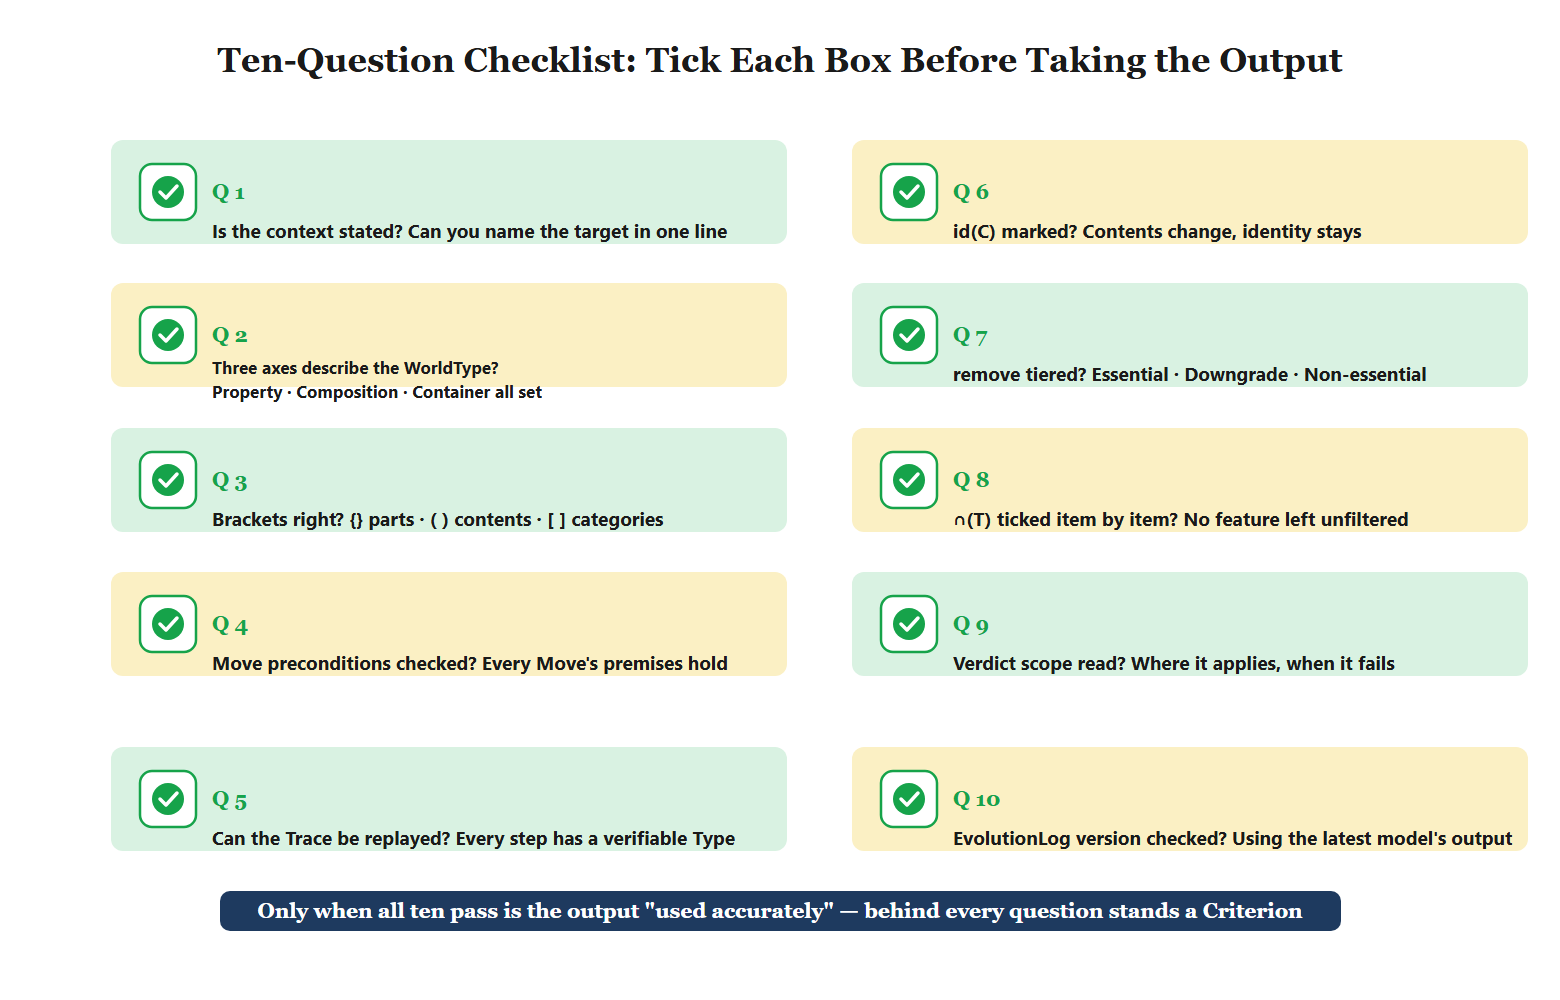 Ten-Question Checklist: Tick Each Box Before Taking the Output
Q 1
Is the context stated? Can you name the target in one line
Q 2
Three axes describe the WorldType?
Property · Composition · Container all set
Q 3
Brackets right? {} parts · ( ) contents · [ ] categories
Q 4
Move preconditions checked? Every Move's premises hold
Q 5
Can the Trace be replayed? Every step has a verifiable Type
Q 6
id(C) marked? Contents change, identity stays
Q 7
remove tiered? Essential · Downgrade · Non-essential
Q 8
∩(T) ticked item by item? No feature left unfiltered
Q 9
Verdict scope read? Where it applies, when it fails
Q 10
EvolutionLog version checked? Using the latest model's output
Only when all ten pass is the output "used accurately" — behind every question stands a Criterion